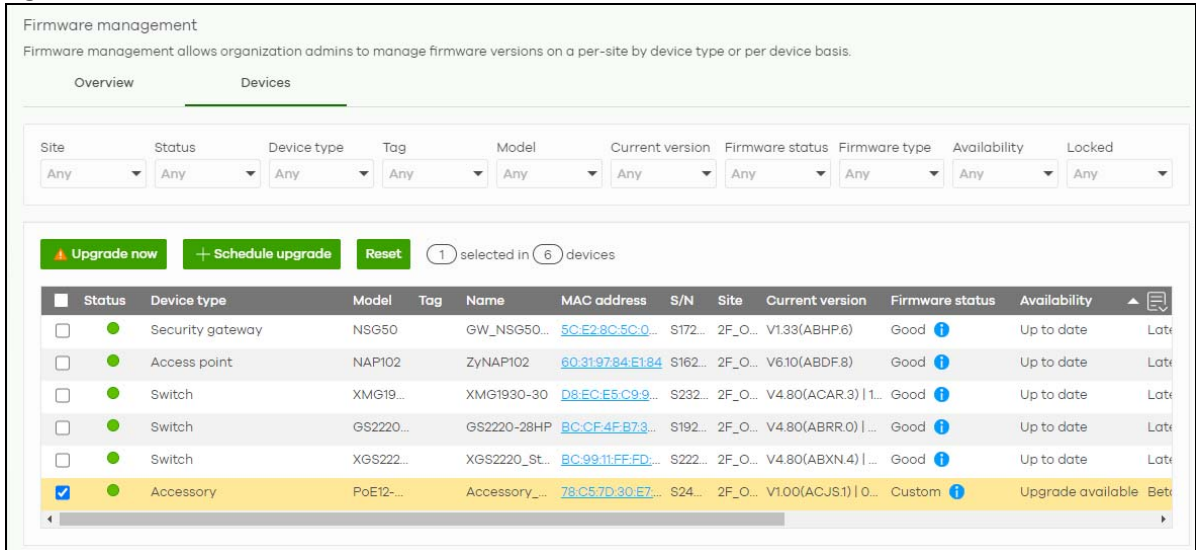 Firmware management
Firmware management allows organization admins to manage firmware versions on a per-site by device type or per device basis.
Overview Devices
Site Status Device type Tag Model Current version Firmware status Firmware type Availability Locked
Any Any Any Any Any Any Any Any Any Any
Upgrade now + Schedule upgrade Reset 1 selected in 6 devices
Status Device type Model Tag Name MAC address S/N Site Current version Firmware status Availability
Security gateway NSG50 GW_NSG50... 5C:E2:8C:5C:0... S172... 2F_O... V1.33(ABHP.6) Good Up to date Late
Access point NAP102 ZyNAP102 60:31:97:84:E1:84 S162... 2F_O... V6.10(ABDF.8) Good Up to date Late
Switch XMG19... XMG1930-30 D8:EC:E5:C9:9... S232... 2F_O... V4.80(ACAR.3) | 1... Good Up to date Late
Switch GS2220... GS2220-28HP BC:CF:4F:B7:3... S192... 2F_O... V4.80(ABRR.0) | ... Good Up to date Late
Switch XGS222... XGS2220_St... BC:99:11:FF:FD:... S222... 2F_O... V4.80(ABXN.4) | ... Good Up to date Late
Accessory PoE12-... Accessory_... 78:C5:7D:30:E7:... S24... 2F_O... V1.00(ACJS.1) | 0... Custom Upgrade available Beta